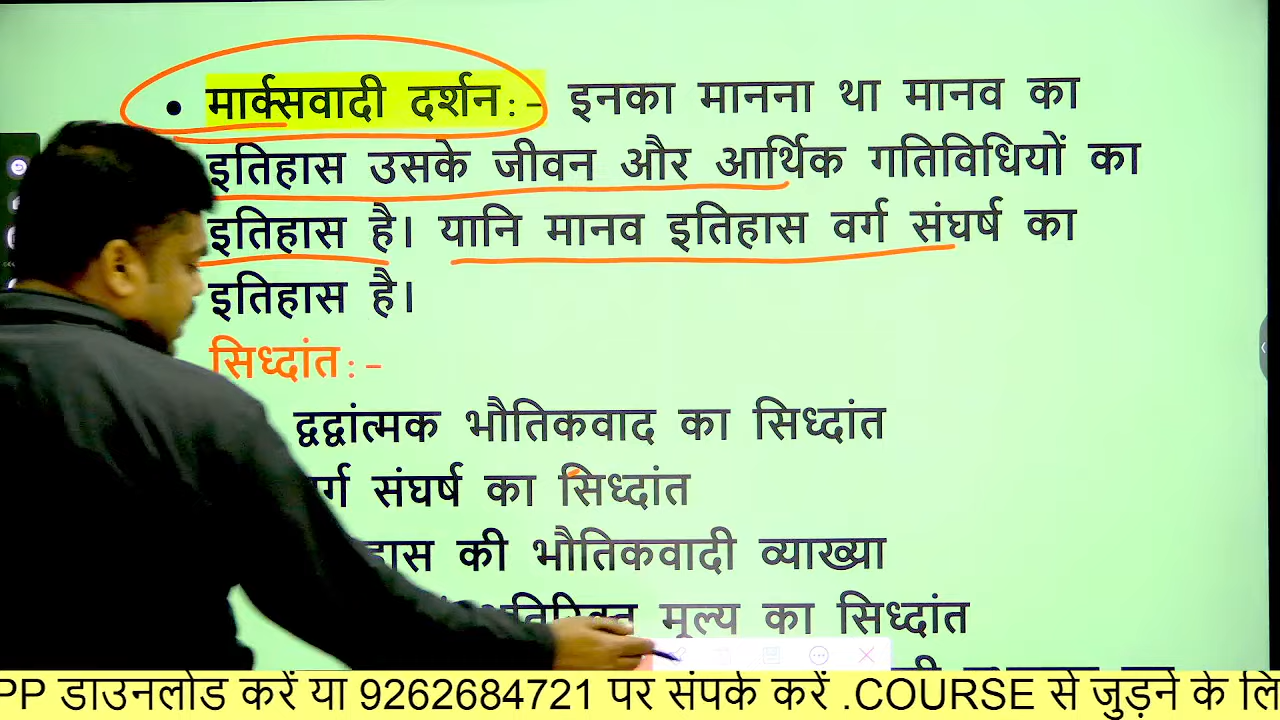 • मार्क्सवादी दर्शन:- इनका मानना था मानव का
इतिहास उसके जीवन और आर्थिक गतिविधियों का
इतिहास है। यानि मानव इतिहास वर्ग संघर्ष का
इतिहास है।
सिध्दांत:-
द्वद्वांत्मक भौतिकवाद का सिध्दांत
संघर्ष का सिध्दांत
की भौतिकवादी व्याख्या
मूल्य का सिध्दांत
डाउनलोड करें या 9262684721 पर संपर्क करें .COURSE से जुड़ने के